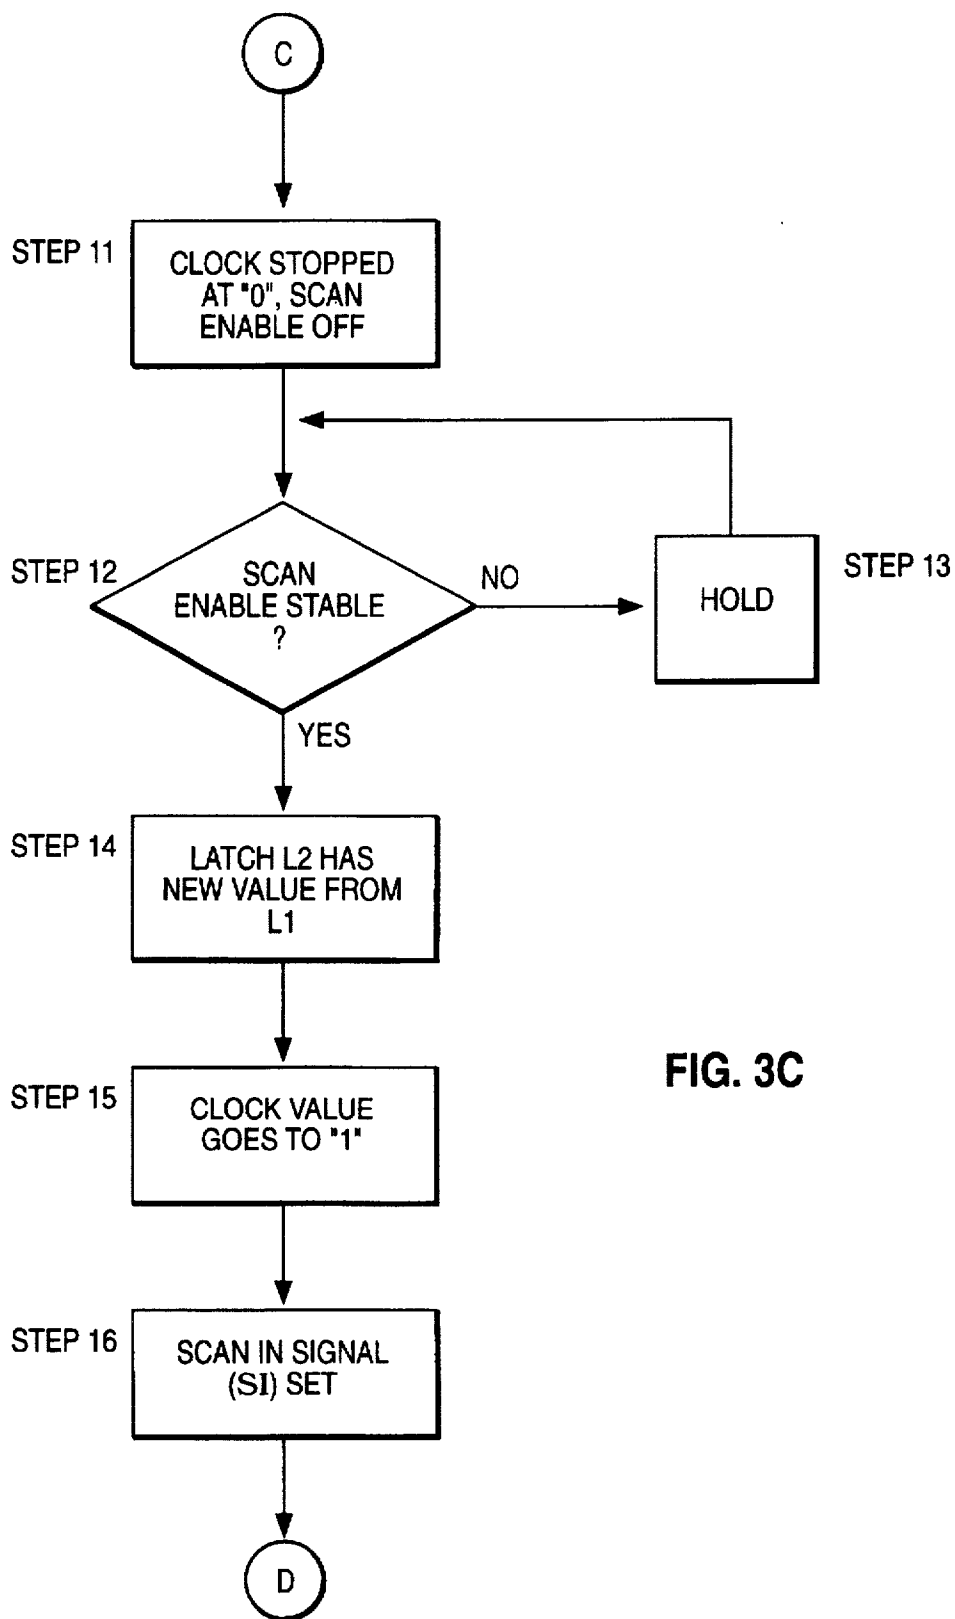 C
STEP 11
CLOCK STOPPED
AT "0", SCAN
ENABLE OFF
STEP 12
SCAN
ENABLE STABLE
?
NO
HOLD
STEP 13
YES
STEP 14
LATCH L2 HAS
NEW VALUE FROM
L1
STEP 15
CLOCK VALUE
GOES TO "1"
FIG. 3C
STEP 16
SCAN IN SIGNAL
(SI) SET
D